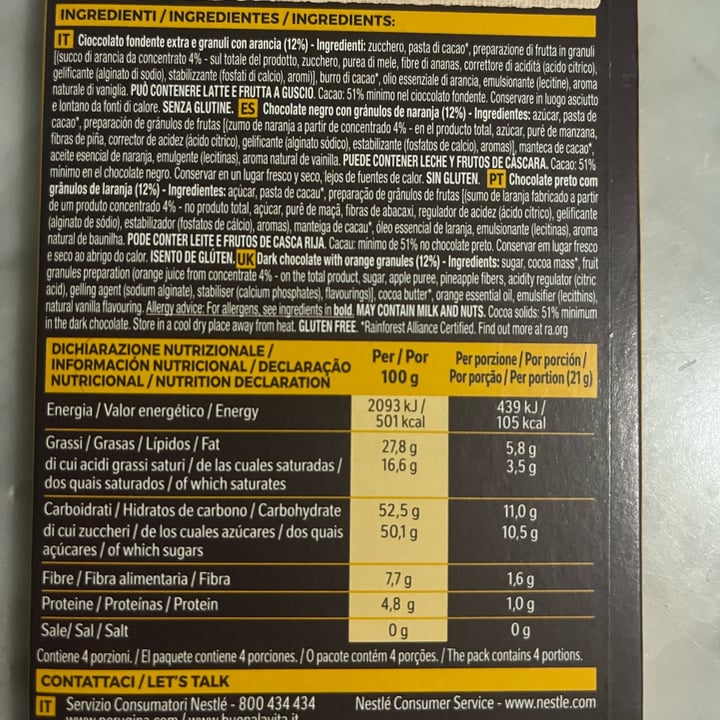 INGREDIENTI / INGREDIENTES / INGREDIENTS:
IT Cioccolato fondente extra e granuli con arancia (12%) - Ingredienti: zucchero, pasta di cacao*, preparazione di frutta in granuli
[(succo di arancia da concentrato 4% - sul totale del prodotto, zucchero, purea di mele, fibre di ananas, correttore di acidità (acido citrico),
gelificante (alginato di sodio), stabilizzante (fosfati di calcio), aromi)], burro di cacao*, olio essenziale di arancia, emulsionante (lecitine), aroma
naturale di vaniglia. PUÒ CONTENERE LATTE E FRUTTA A GUSCIO. Cacao: 51% minimo nel cioccolato fondente. Conservare in luogo asciutto
e lontano da fonti di calore. SENZA GLUTINE. ES Chocolate negro con gránulos de naranja (12%) - Ingredientes: azúcar, pasta de
cacao*, preparación de gránulos de frutas [(zumo de naranja a partir de concentrado 4% - en el producto total, azúcar, puré de manzana,
fibras de piña, corrector de acidez (ácido cítrico), gelificante (alginato sódico), estabilizante (fosfatos de calcio), aromas)], manteca de cacao*,
aceite esencial de naranja, emulgente (lecitinas), aroma natural de vainilla. PUEDE CONTENER LECHE Y FRUTOS DE CÁSCARA. Cacao: 51%
mínimo en el chocolate negro. Conservar en un lugar fresco y seco, lejos de fuentes de calor. SIN GLUTEN. PT Chocolate preto com
grânulos de laranja (12%) - Ingredientes: açúcar, pasta de cacau*, preparação de grânulos de frutas [(sumo de laranja fabricado a partir
de um produto concentrado 4% - no produto total, açúcar, puré de maçã, fibras de abacaxi, regulador de acidez (ácido cítrico), gelificante
(alginato de sódio), estabilizador (fosfatos de cálcio), aromas), manteiga de cacau*, óleo essencial de laranja, emulsionante (lecitinas), aroma
natural de baunilha. PODE CONTER LEITE E FRUTOS DE CASCA RIJA. Cacau: mínimo de 51% no chocolate preto. Conservar em lugar fresco
e seco ao abrigo do calor. ISENTO DE GLÚTEN. UK Dark chocolate with orange granules (12%) - Ingredients: sugar, cocoa mass*, fruit
granules preparation (orange juice from concentrate 4% - on the total product, sugar, apple puree, pineapple fibers, acidity regulator (citric
acid), gelling agent (sodium alginate), stabiliser (calcium phosphates), flavourings)], cocoa butter*, orange essential oil, emulsifier (lecithins),
natural vanilla flavouring. Allergy advice: For allergens, see ingredients in bold. MAY CONTAIN MILK AND NUTS. Cocoa solids: 51% minimum
in the dark chocolate. Store in a cool dry place away from heat. GLUTEN FREE. *Rainforest Alliance Certified. Find out more at ra.org
DICHIARAZIONE NUTRIZIONALE /
INFORMACIÓN NUTRICIONAL / DECLARAÇÃO
NUTRICIONAL / NUTRITION DECLARATION
Per / Por
100 g
Per porzione / Por porción /
Por porção / Per portion (21 g)
Energia / Valor energético / Energy
2093 kJ /
501 kcal
439 kJ /
105 kcal
Grassi / Grasas / Lípidos / Fat 27,8 g 5,8 g
di cui acidi grassi saturi / de las cuales saturadas / 16,6 g 3,5 g
dos quais saturados / of which saturates
Carboidrati / Hidratos de carbono / Carbohydrate 52,5 g 11,0 g
di cui zuccheri / de los cuales azúcares / dos quais 50,1 g 10,5 g
açúcares / of which sugars
Fibre / Fibra alimentaria / Fibra 7,7 g 1,6 g
Proteine / Proteínas / Protein 4,8 g 1,0 g
Sale/ Sal / Salt 0 g 0 g
Contiene 4 porzioni. / El paquete contiene 4 porciones. / O pacote contém 4 porções. / The pack contains 4 portions.
CONTATTACI / LET'S TALK
IT Servizio Consumatori Nestlé - 800 434 434 Nestlé Consumer Service - www.nestle.com
www.perugina.com / www.buonalavita.it